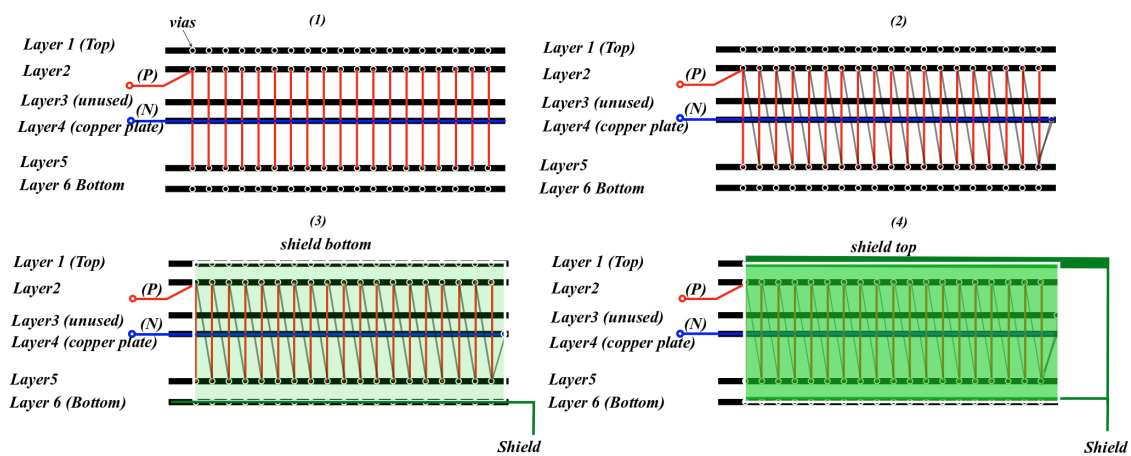 (1)
vias
Layer 1 (Top)
Layer2
(P)
Layer3 (unused)
(N)
Layer4 (copper plate)
Layer5
Layer 6 Bottom
(2)
Layer 1 (Top)
Layer2
(P)
Layer3 (unused)
(N)
Layer4 (copper plate)
Layer5
Layer 6 Bottom
(3)
shield bottom
Layer 1 (Top)
Layer2
(P)
Layer3 (unused)
(N)
Layer4 (copper plate)
Layer5
Layer 6 (Bottom)
Shield
(4)
shield top
Layer 1 (Top)
Layer2
(P)
Layer3 (unused)
(N)
Layer4 (copper plate)
Layer5
Layer 6 (Bottom)
Shield